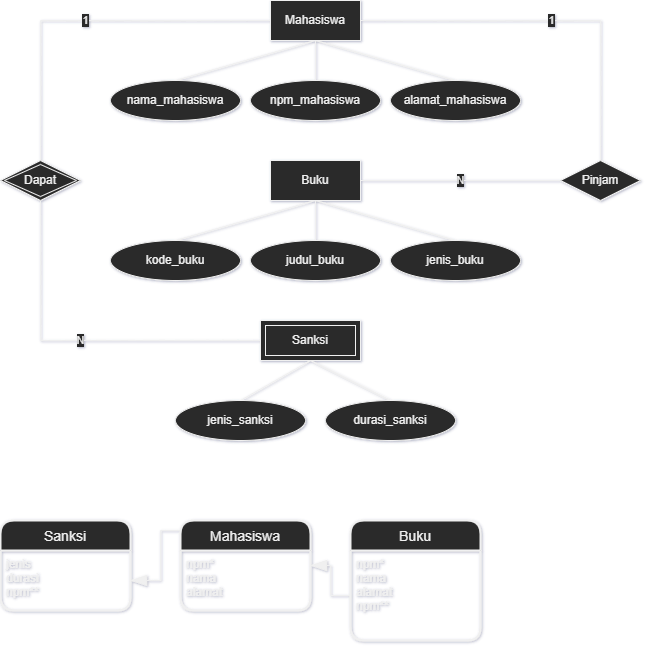 1
Mahasiswa
1
nama_mahasiswa
npm_mahasiswa
alamat_mahasiswa
Dapat
Buku
N
Pinjam
kode_buku
judul_buku
jenis_buku
N
Sanksi
jenis_sanksi
durasi_sanksi
Sanksi
jenis
durasi
npm**
Mahasiswa
npm*
nama
alamat
Buku
npm*
nama
alamat
npm**